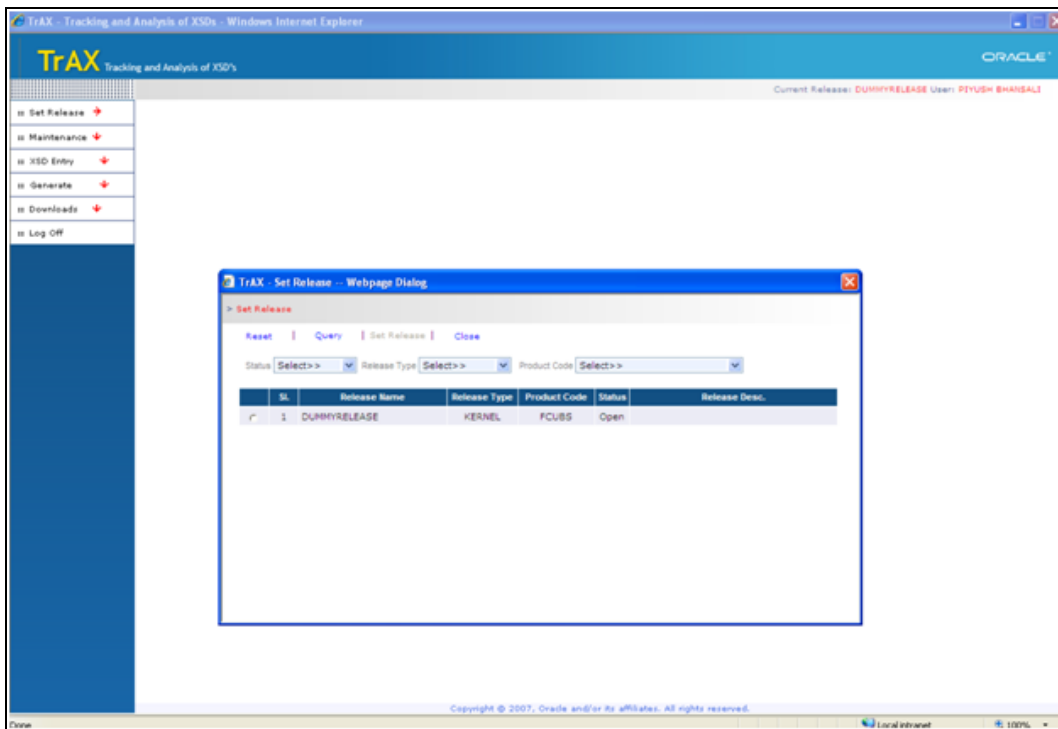 TrAX - Tracking and Analysis of XSDs - Windows Internet Explorer
TrAX Tracking and Analysis of XSD's
ORACLE
Current Release: DUMMYRELEASE User: PIYUSH BHANSALI
Set Release
Maintenance
XSD Entry
Generate
Downloads
Log Off
TrAX - Set Release -- Webpage Dialog
> Set Release
Reset | Query | Set Release | Close
Status Select>> Release Type Select>> Product Code Select>>
Sl. Release Name Release Type Product Code Status Release Desc.
1 DUMMYRELEASE KERNEL FCUBS Open
Copyright © 2007, Oracle and/or its affiliates. All rights reserved.
Done Local intranet 100%